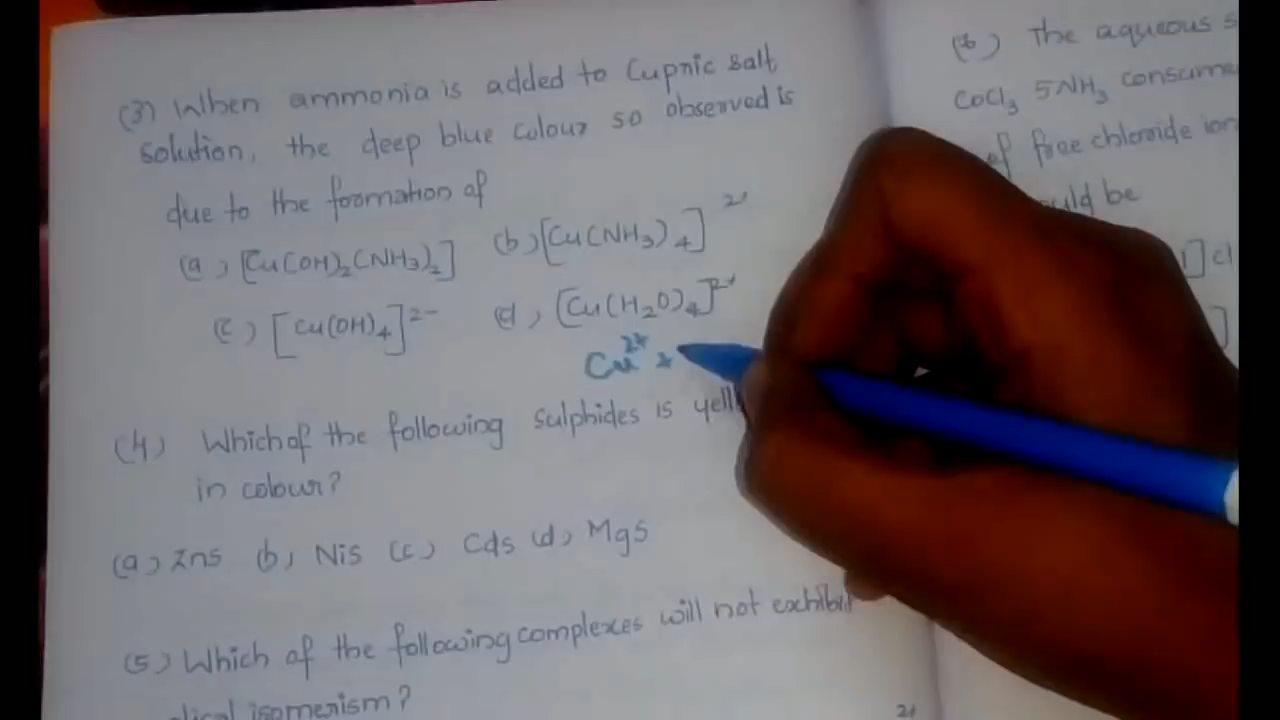 (3) When ammonia is added to Cupric salt
solution, the deep blue colour so observed is
due to the formation of
(a) [Cu(OH)2(NH3)2] (b) [Cu(NH3)4]2+
(c) [Cu(OH)4]2- (d) [Cu(H2O)4]2+
Cu2+ +
(4) Which of the following sulphides is
in colour?
(a) Zns (b) Nis (c) Cds (d) Mgs
(5) Which of the following complexes will not exhibit
isomerism?
(6) The aqueous
CoCl3 5NH3
of free chloride
be